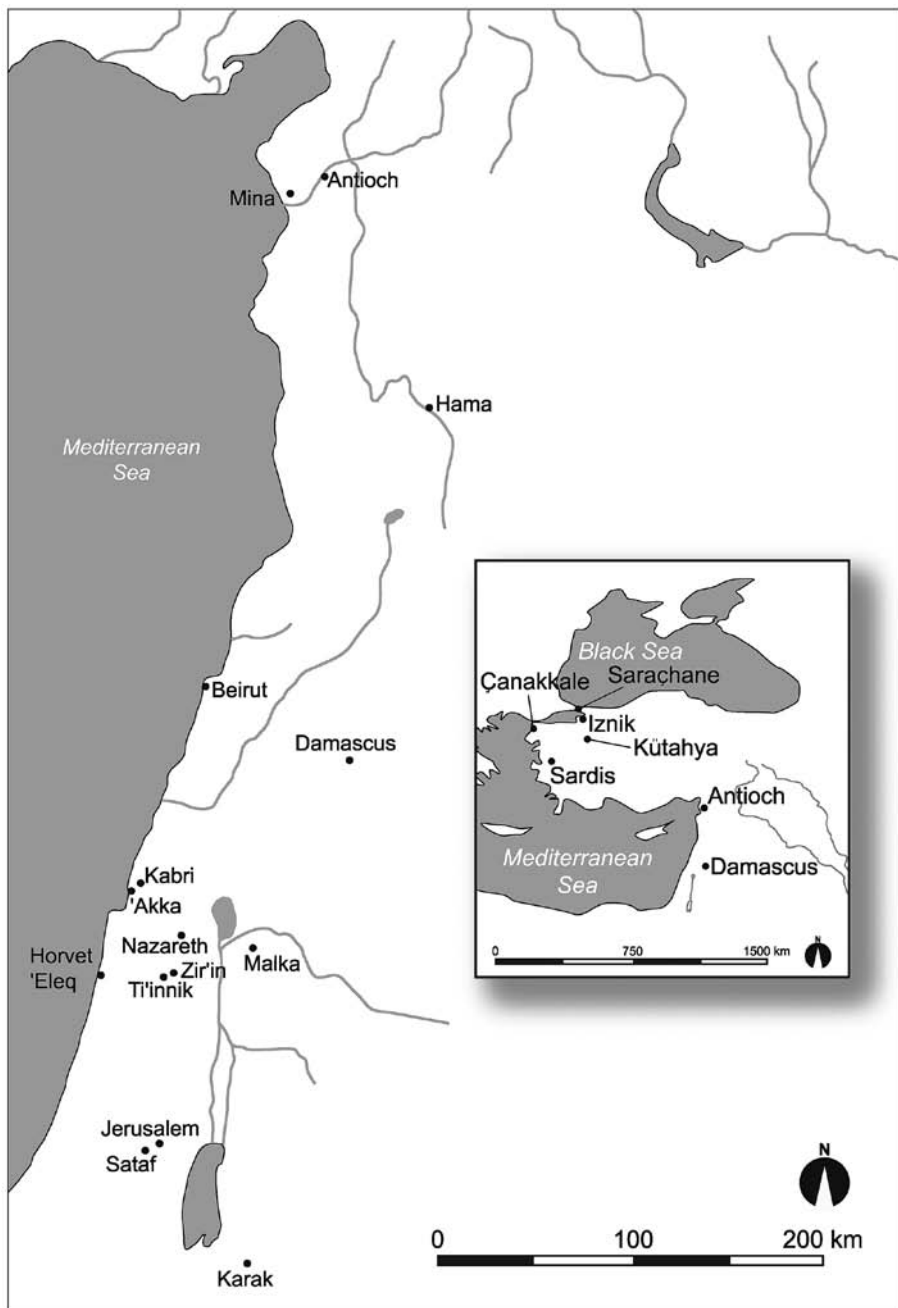 Mina
Antioch
Hama
Mediterranean
Sea
Beirut
Damascus
Kabri
'Akka
Nazareth
Horvet
'Eleq
Zir'in
Ti'innik
Malka
Jerusalem
Sataf
Karak
N
0 100 200 km
Black Sea
Saraçhane
Çanakkale
Iznik
Kütahya
Sardis
Antioch
Mediterranean
Sea
Damascus
0 750 1500 km
N